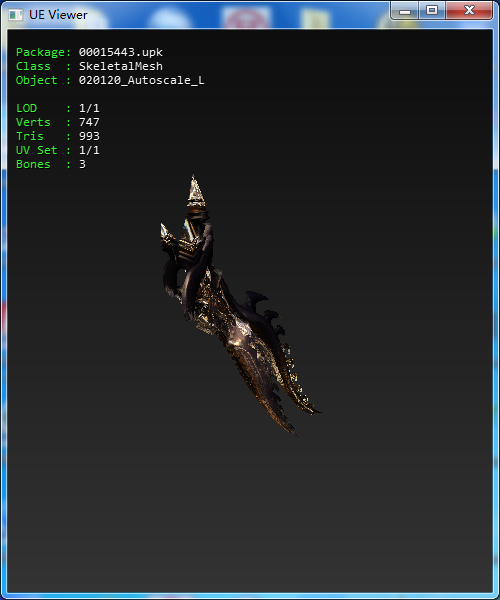 UE Viewer
Package: 00015443.upk
Class : SkeletalMesh
Object : 020120_Autoscale_L
LOD : 1/1
Verts : 747
Tris : 993
UV Set : 1/1
Bones : 3